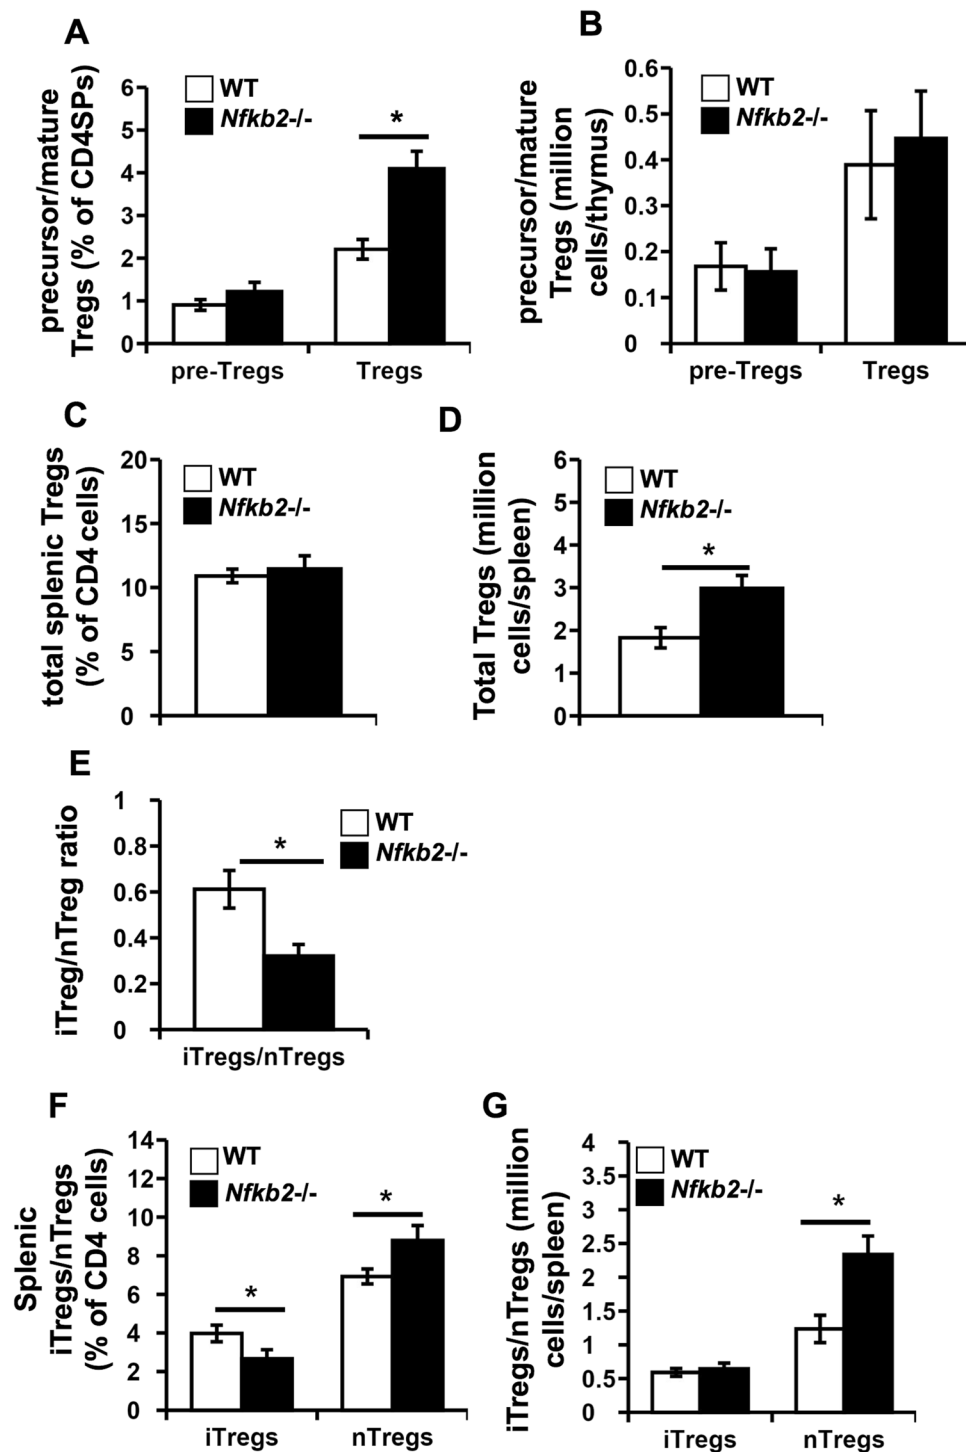 A
precursor/mature
Tregs (% of CD4SPs)
6
5
4
3
2
1
0
WT
Nfkb2-/-
*
pre-Tregs
Tregs
B
precursor/mature
Tregs (million
cells/thymus)
0.6
0.5
0.4
0.3
0.2
0.1
0
WT
Nfkb2-/-
pre-Tregs
Tregs
C
total splenic Tregs
(% of CD4 cells)
20
15
10
5
0
WT
Nfkb2-/-
D
Total Tregs (million
cells/spleen)
6
5
4
3
2
1
0
WT
Nfkb2-/-
*
E
iTreg/nTreg ratio
1
0.8
0.6
0.4
0.2
0
WT
Nfkb2-/-
*
iTregs/nTregs
F
Splenic
iTregs/nTregs
(% of CD4 cells)
14
12
10
8
6
4
2
0
WT
Nfkb2-/-
*
*
iTregs
nTregs
G
iTregs/nTregs (million
cells/spleen)
4
3.5
3
2.5
2
1.5
1
0.5
0
WT
Nfkb2-/-
*
iTregs
nTregs